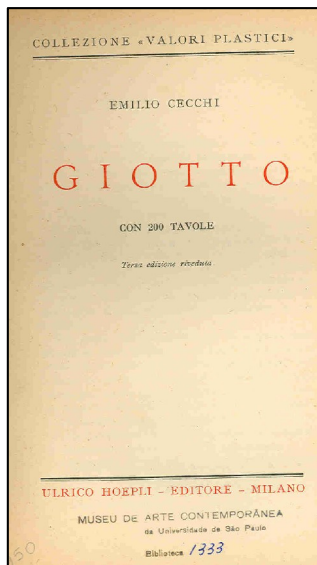 COLLEZIONE «VALORI PLASTICI»
EMILIO CECCHI
GIOTTO
CON 200 TAVOLE
Terza edizione riveduta
ULRICO HOEPLI - EDITORE - MILANO
MUSEU DE ARTE CONTEMPORÂNEA
da Universidade de São Paulo
Biblioteca 1333
50